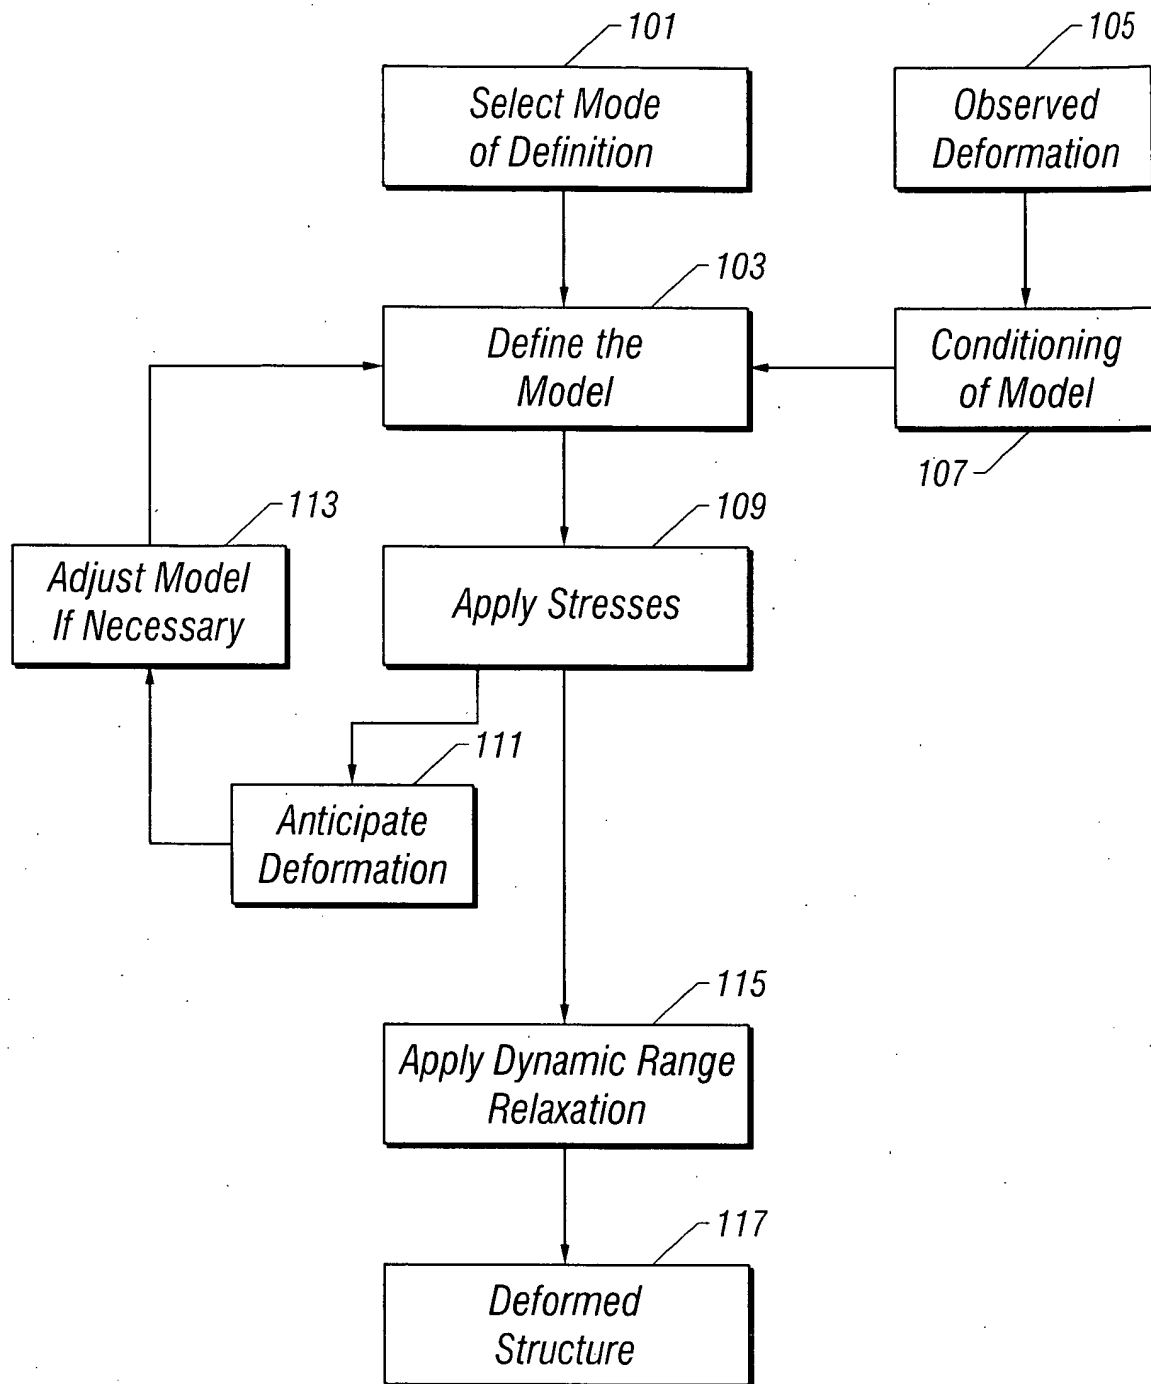 101
Select Mode
of Definition
105
Observed
Deformation
103
Define the
Model
Conditioning
of Model
107
113
Adjust Model
If Necessary
109
Apply Stresses
111
Anticipate
Deformation
115
Apply Dynamic Range
Relaxation
117
Deformed
Structure